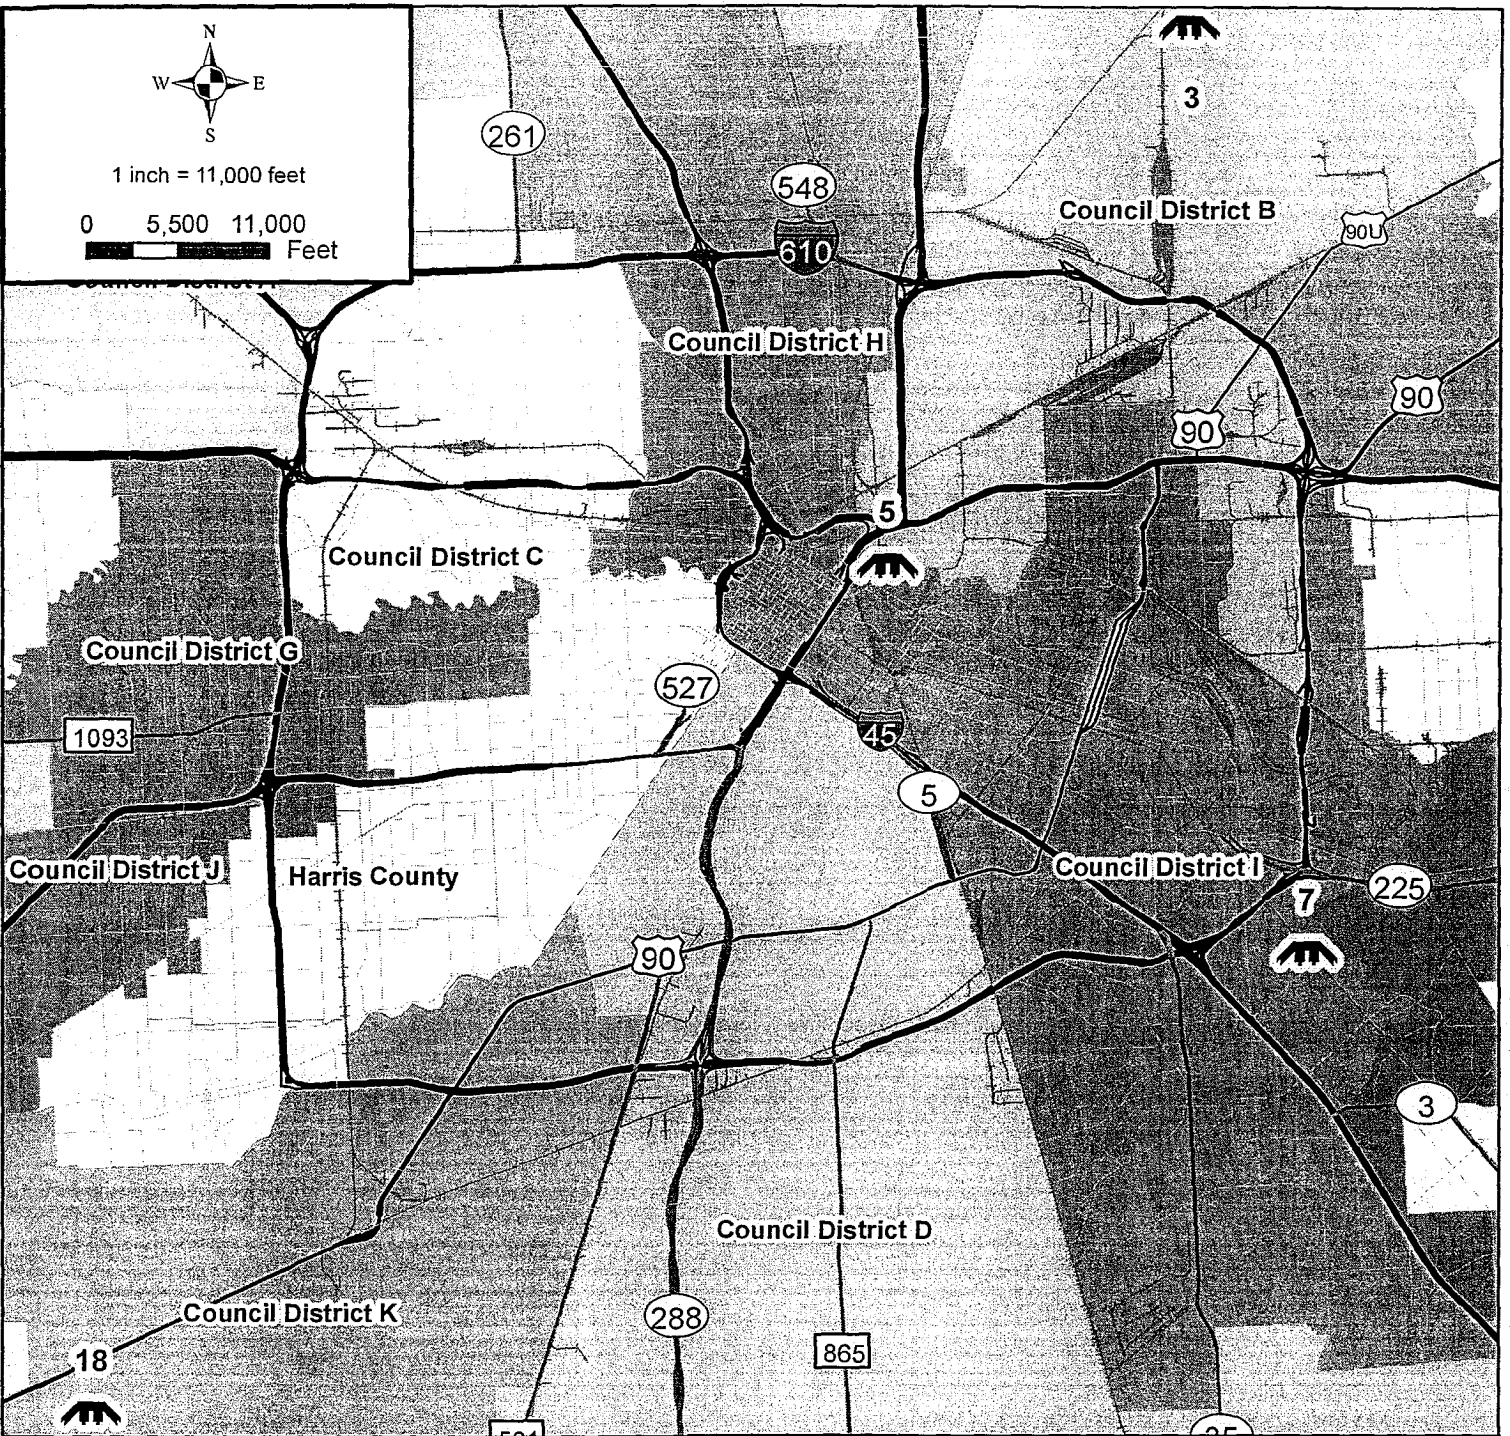 N
W E
S
1 inch = 11,000 feet
0 5,500 11,000
Feet
3
261
548
Council District B
90U
610
Council District H
90
90
5
Council District C
Council District G
527
1093
45
5
Council District J
Harris County
Council District I
225
7
90
3
Council District D
Council District K
288
865
18